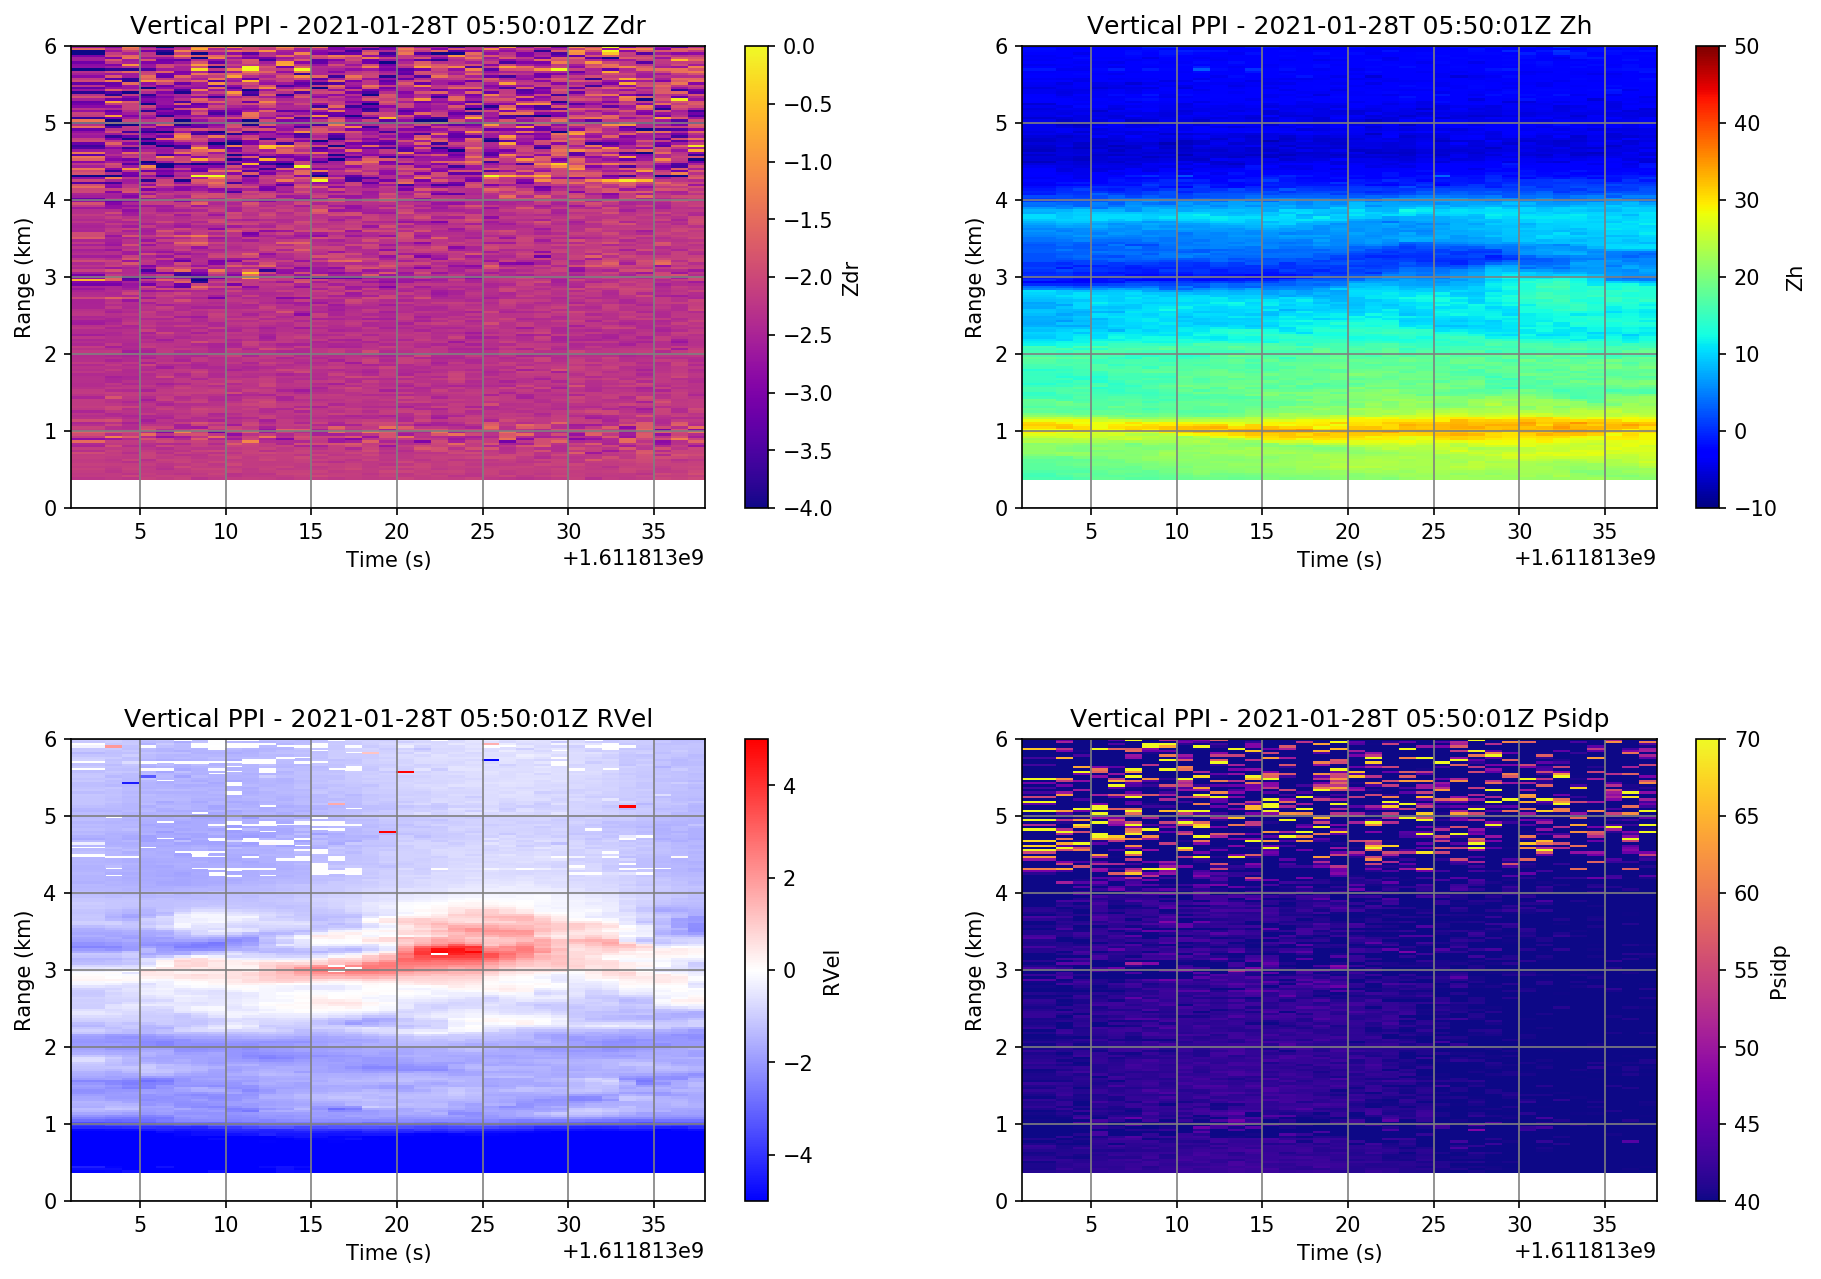 Vertical PPI - 2021-01-28T 05:50:01Z Zdr
6
5
4
3
2
1
0
Range (km)
5 10 15 20 25 30 35
Time (s)
+1.611813e9
0.0
−0.5
−1.0
−1.5
−2.0
−2.5
−3.0
−3.5
−4.0
Zdr
Vertical PPI - 2021-01-28T 05:50:01Z Zh
6
5
4
3
2
1
0
Range (km)
5 10 15 20 25 30 35
Time (s)
+1.611813e9
50
40
30
20
10
0
−10
Zh
Vertical PPI - 2021-01-28T 05:50:01Z RVel
6
5
4
3
2
1
0
Range (km)
5 10 15 20 25 30 35
Time (s)
+1.611813e9
4
2
0
−2
−4
RVel
Vertical PPI - 2021-01-28T 05:50:01Z Psidp
6
5
4
3
2
1
0
Range (km)
5 10 15 20 25 30 35
Time (s)
+1.611813e9
70
65
60
55
50
45
40
Psidp